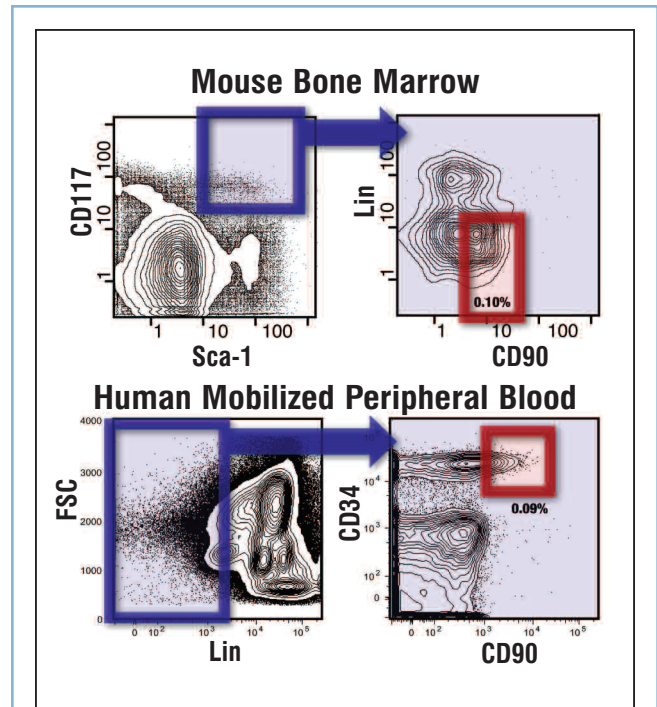 Mouse Bone Marrow
CD117
100
10
1
1 10 100
Sca-1
Lin
100
10
1
0.10%
1 10 100
CD90
Human Mobilized Peripheral Blood
FSC
4000
3000
2000
1000
0
0 10² 10³ 10⁴ 10⁵
Lin
CD34
10⁴
10³
10²
0
0.09%
0 10² 10³ 10⁴ 10⁵
CD90